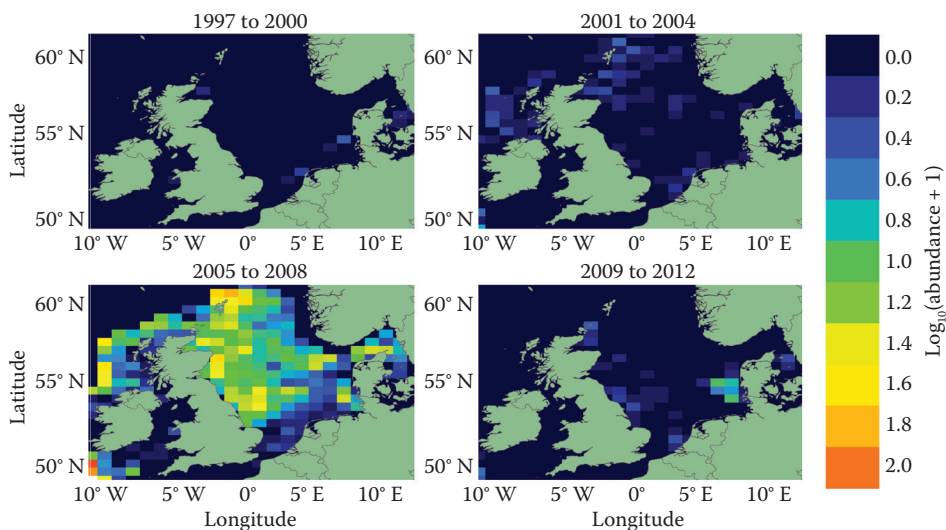 1997 to 2000
2001 to 2004
60° N
55° N
50° N
Latitude
10° W 5° W 0° 5° E 10° E
60° N
55° N
50° N
10° W 5° W 0° 5° E 10° E
2005 to 2008
2009 to 2012
60° N
55° N
50° N
Latitude
10° W 5° W 0° 5° E 10° E
Longitude
60° N
55° N
50° N
10° W 5° W 0° 5° E 10° E
Longitude
0.0
0.2
0.4
0.6
0.8
1.0
1.2
1.4
1.6
1.8
2.0
Log10(abundance + 1)